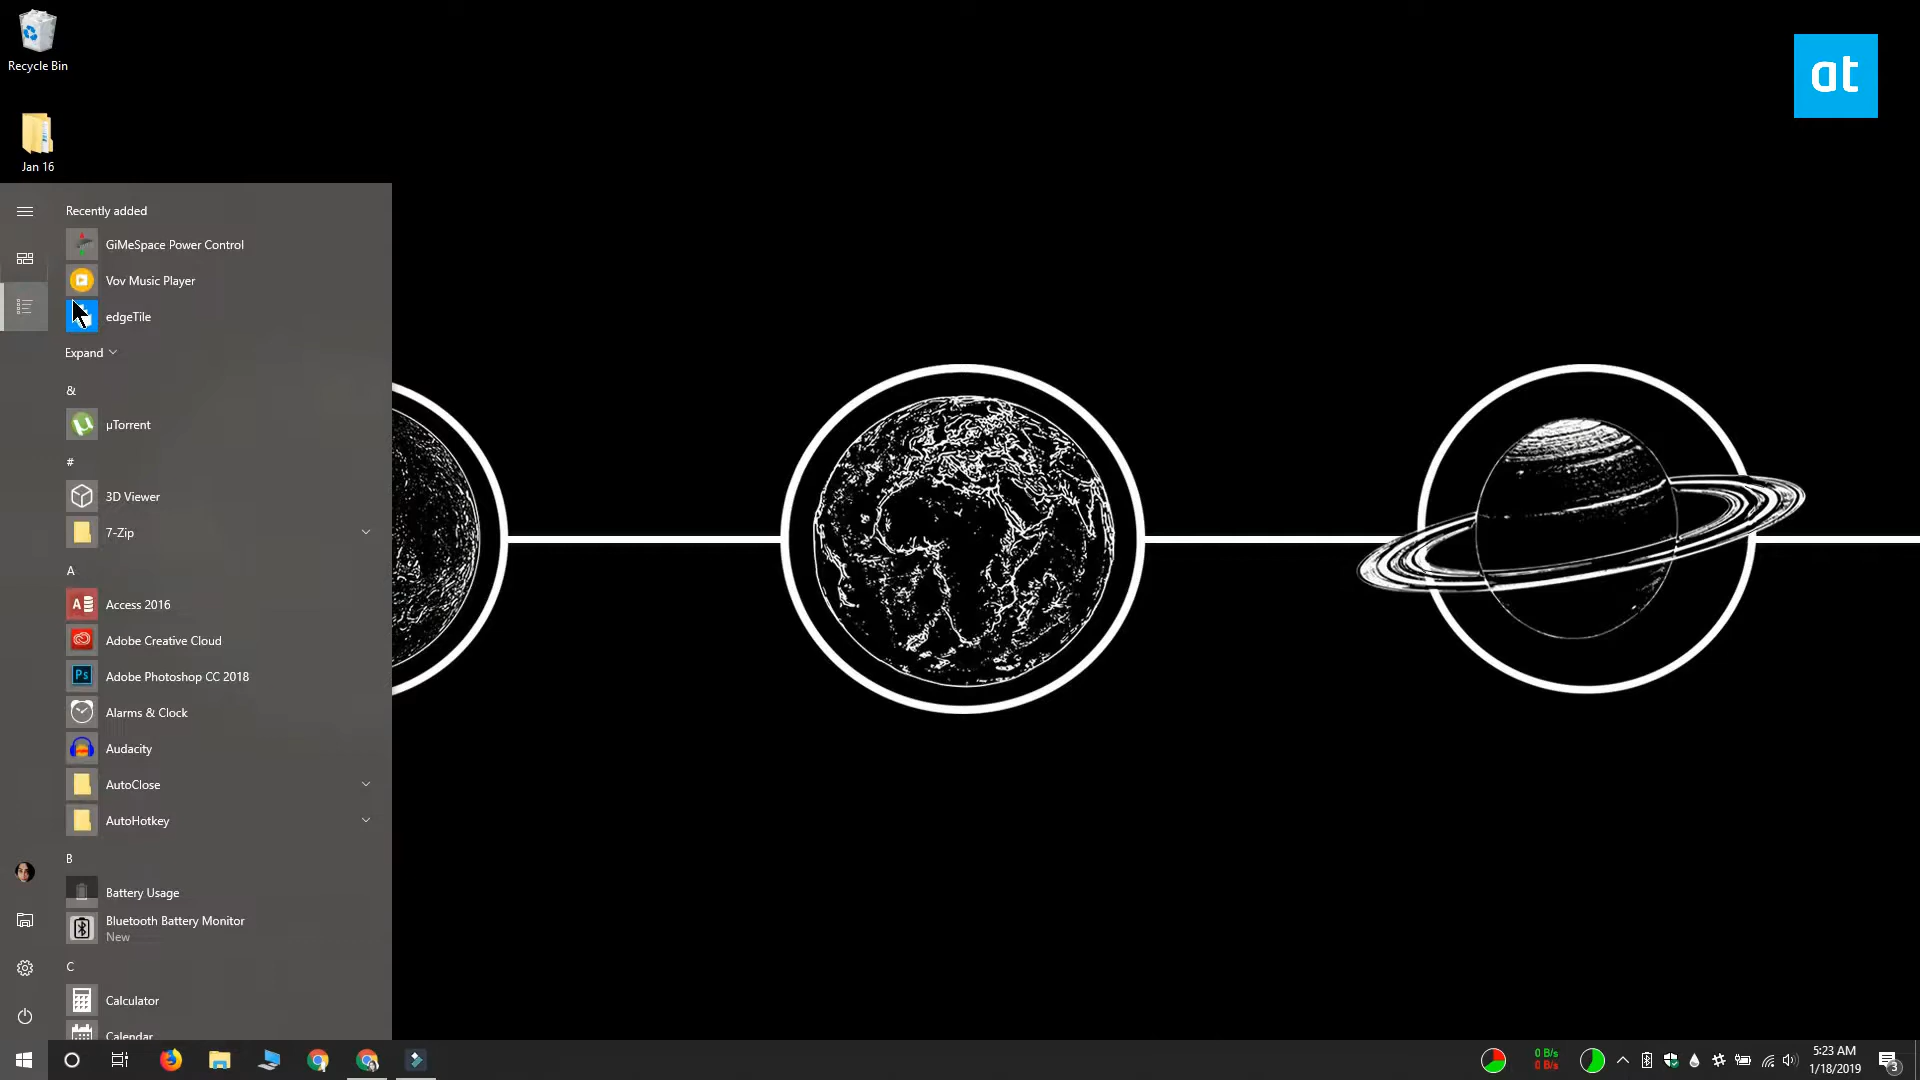 Recycle Bin
at
Jan 16
Recently added
GiMeSpace Power Control
Vov Music Player
edgeTile
Expand
&
µTorrent
#
3D Viewer
7-Zip
A
Access 2016
Adobe Creative Cloud
Adobe Photoshop CC 2018
Alarms & Clock
Audacity
AutoClose
AutoHotkey
B
Battery Usage
Bluetooth Battery Monitor
New
C
Calculator
Calendar
0 B/s
0 B/s
5:23 AM
1/18/2019
3